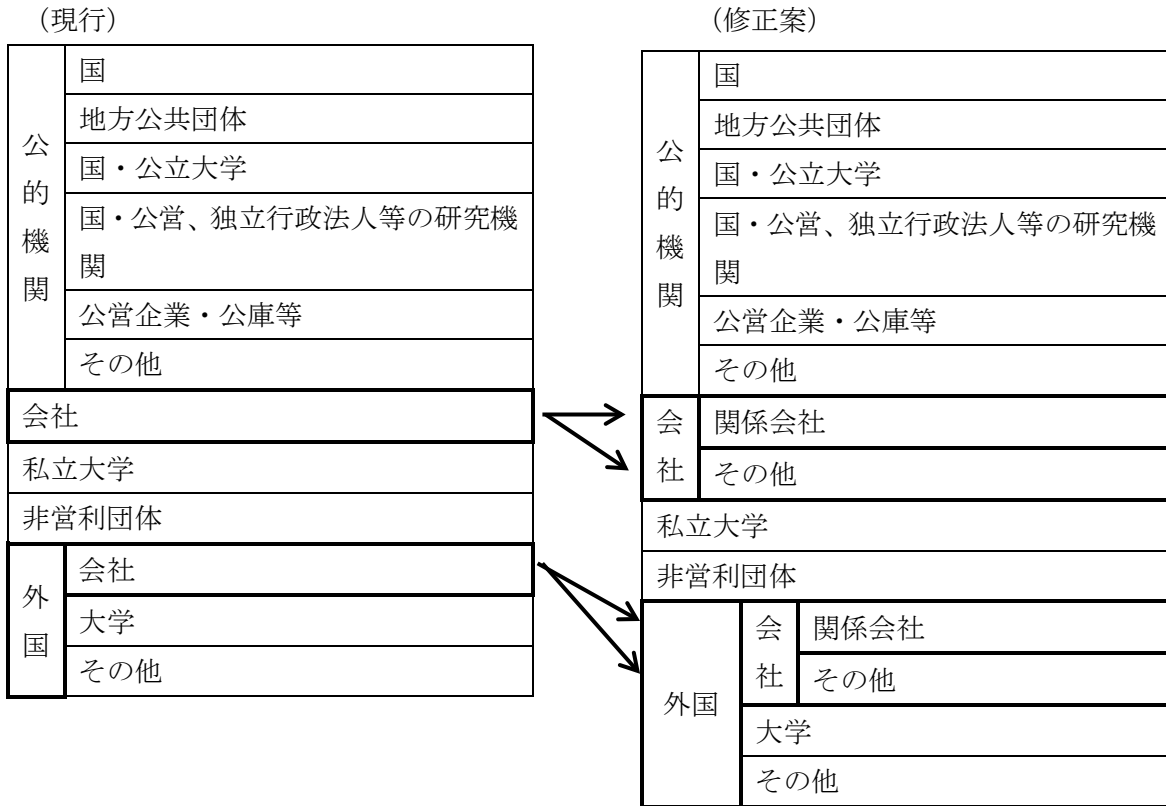 （現行）
公的機関
国
地方公共団体
国・公立大学
国・公営、独立行政法人等の研究機
関
公営企業・公庫等
その他
会社
私立大学
非営利団体
外国
会社
大学
その他
（修正案）
公的機関
国
地方公共団体
国・公立大学
国・公営、独立行政法人等の研究機
関
公営企業・公庫等
その他
会社
関係会社
その他
私立大学
非営利団体
外国
会社
関係会社
その他
大学
その他